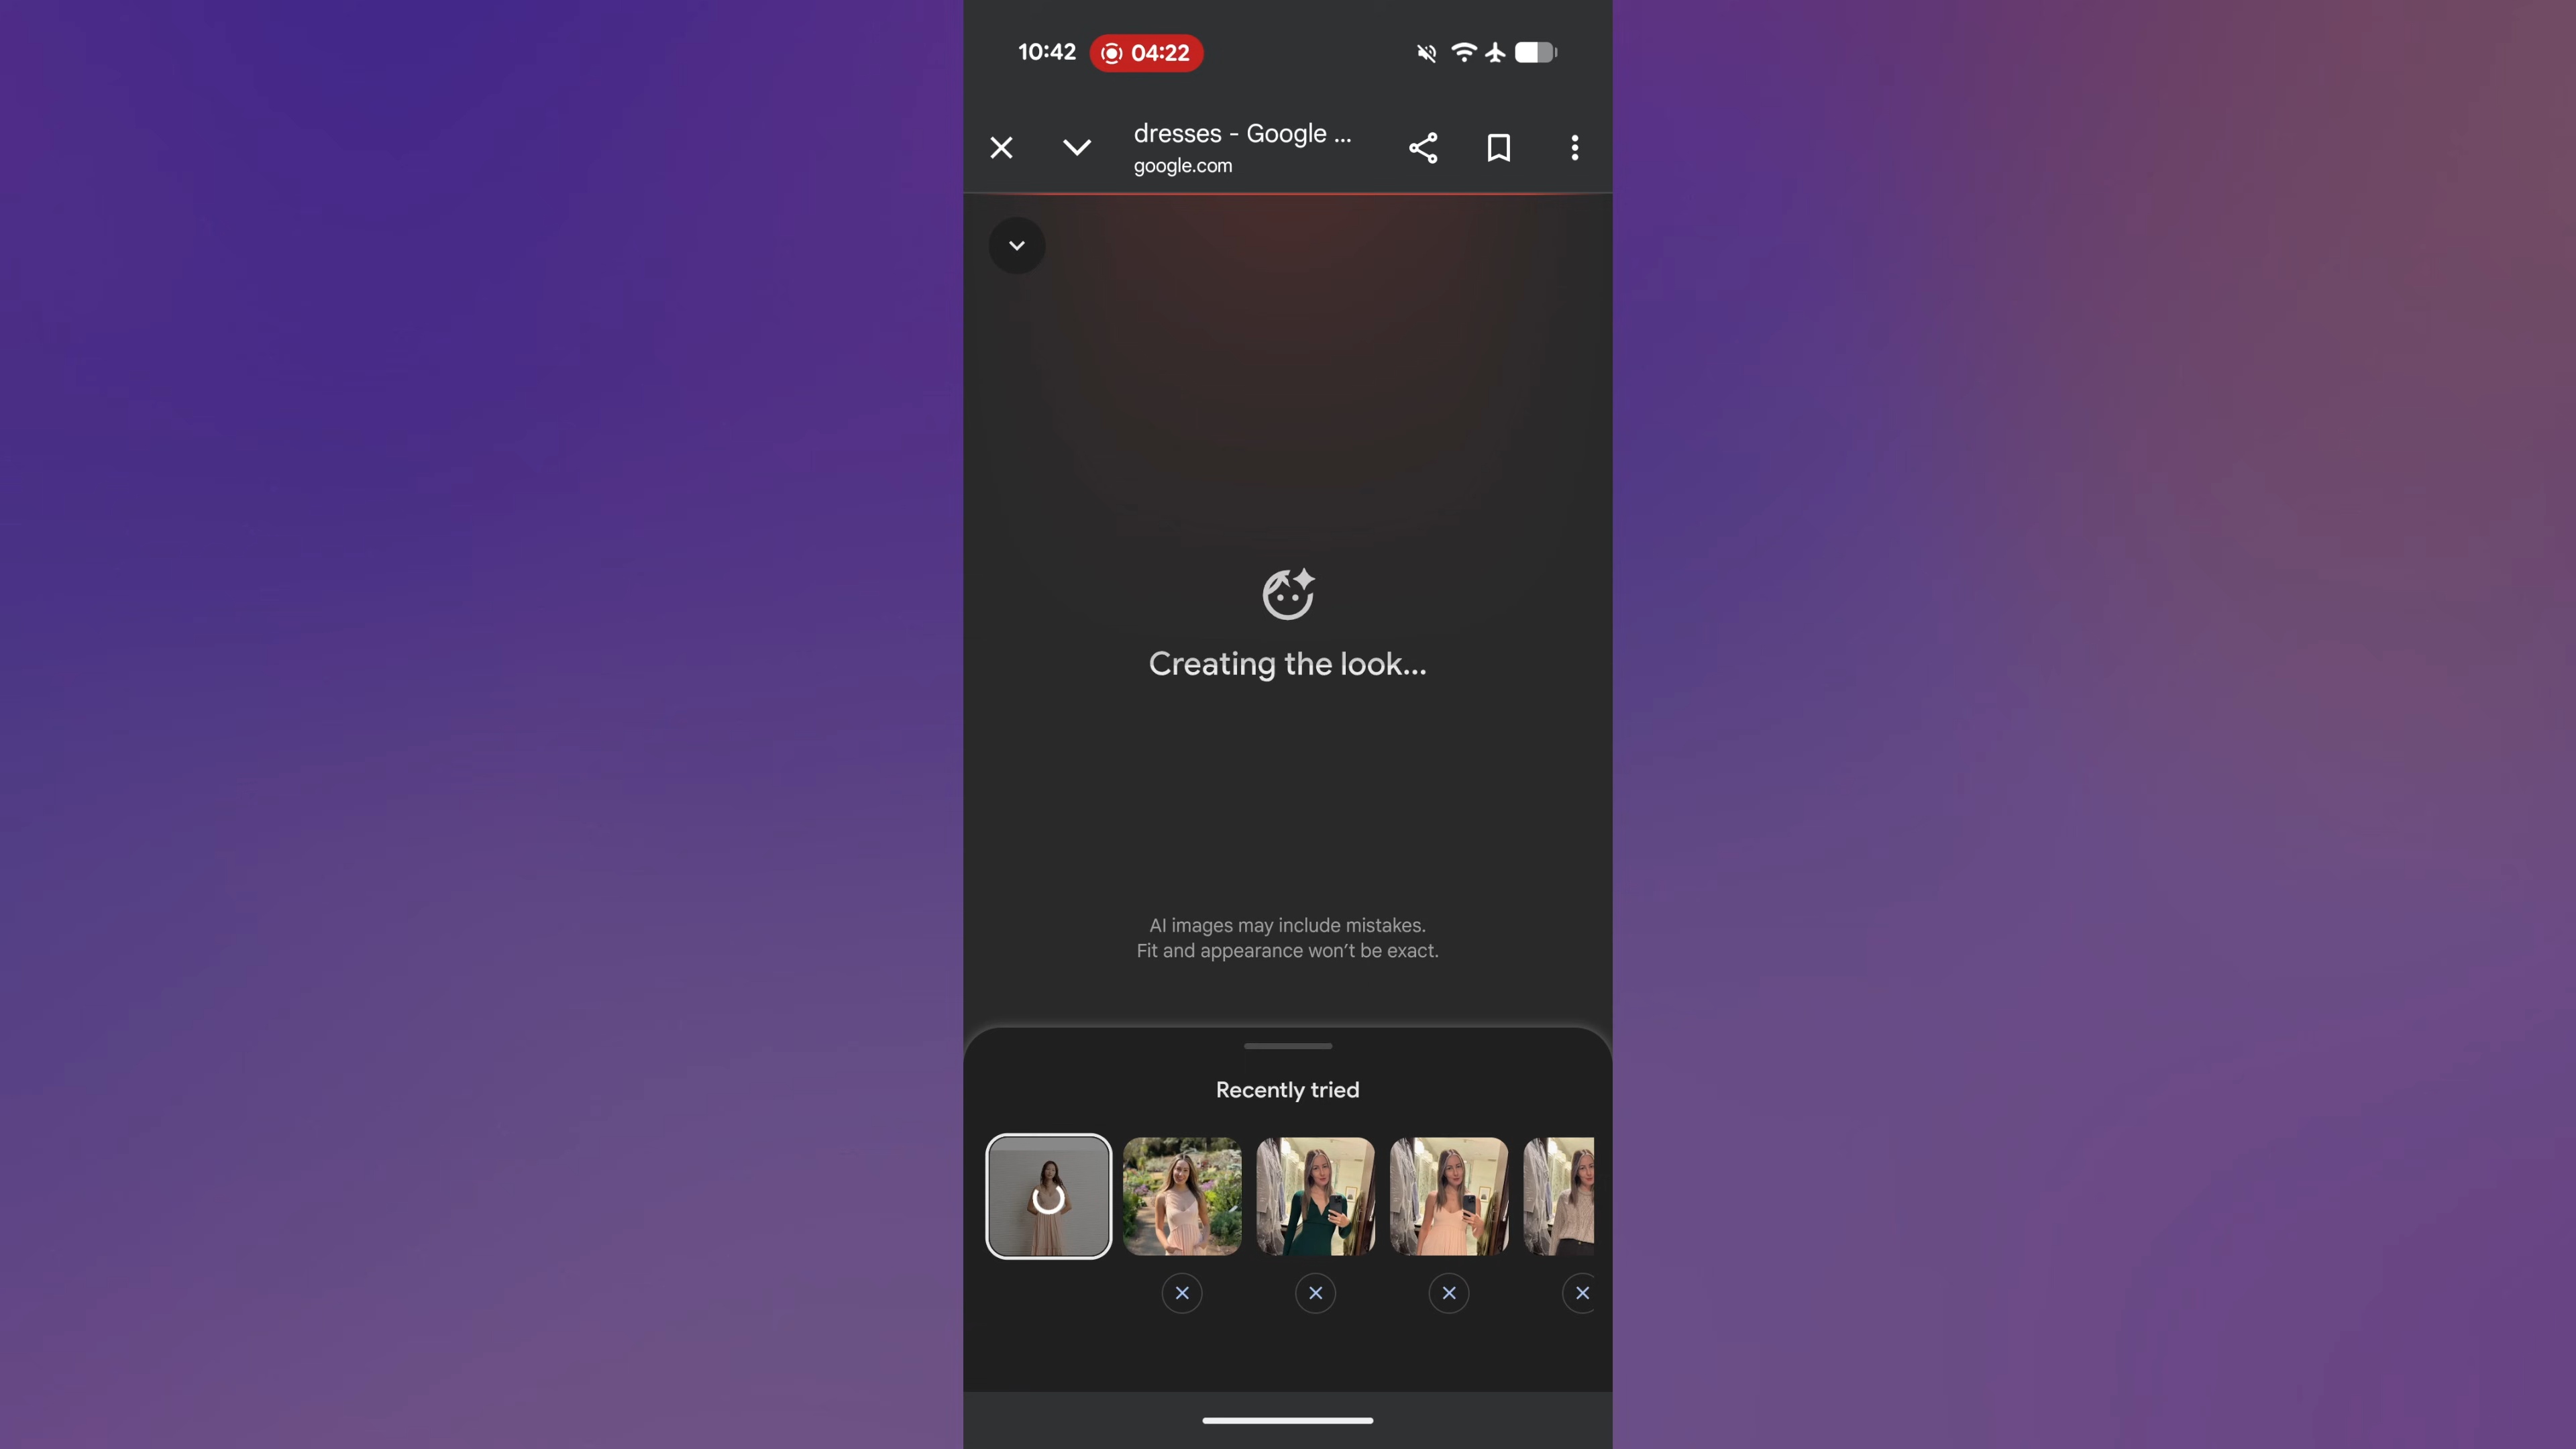 10:42 04:22
dresses - Google ...
google.com
Creating the look...
AI images may include mistakes.
Fit and appearance won't be exact.
Recently tried